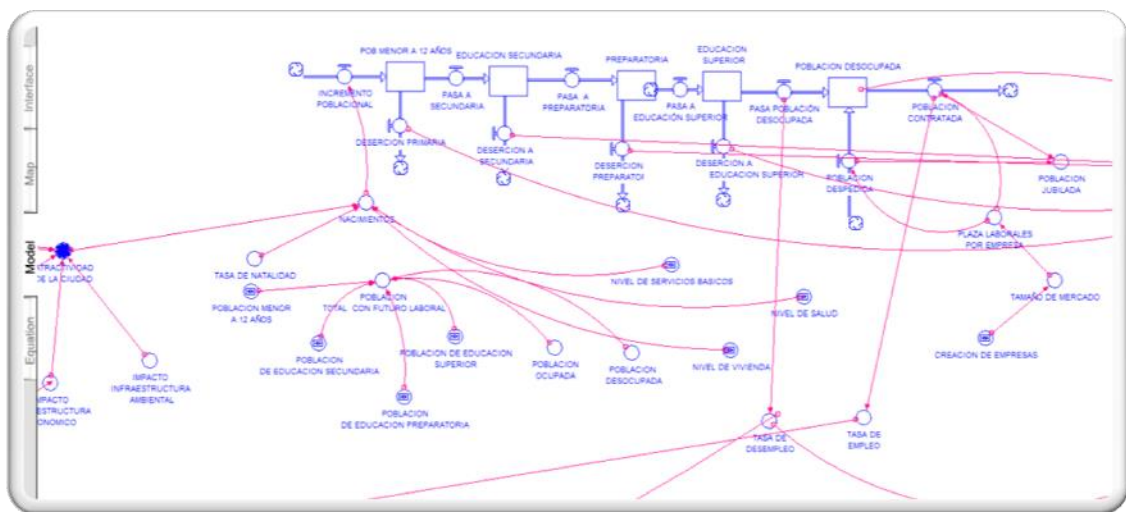 Interface
Map
Model
Equation
POB MENOR A 12 AÑOS
EDUCACION SECUNDARIA
PREPARATORIA
EDUCACION
SUPERIOR
POBLACION DESOCUPADA
INCREMENTO
POBLACIONAL
PASA A
SECUNDARIA
PASA A
PREPARATORIA
PASA A
EDUCACIÓN SUPERIOR
PASA POBLACIÓN
DESOCUPADA
POBLACION
CONTRATADA
DESERCION PRIMARIA
DESERCION A
SECUNDARIA
DESERCION
PREPARATOI
DESERCION A
EDUCACION SUPERIOR
POBLACION
DESPEDIDA
POBLACION
JUBILADA
NACIMIENTOS
PLAZA LABORALES
POR EMPRESA
DE LA CIUDAD
TASA DE NATALIDAD
NIVEL DE SERVICIOS BASICOS
POBLACION MENOR
A 12 AÑOS
POBLACION
TOTAL CON FUTURO LABORAL
TAMAÑO DE MERCADO
NIVEL DE SALUD
POBLACION
DE EDUCACION SECUNDARIA
POBLACION DE EDUCACION
SUPERIOR
POBLACION
OCUPADA
POBLACION
DESOCUPADA
NIVEL DE VIVIENDA
CREACION DE EMPRESAS
IMPACTO
INFRAESTRUCTURA
AMBIENTAL
MPACTO
ESTRUCTURA
ONOMICO
POBLACION
DE EDUCACION PREPARATORIA
TASA DE
DESEMPLEO
TASA DE
EMPLEO